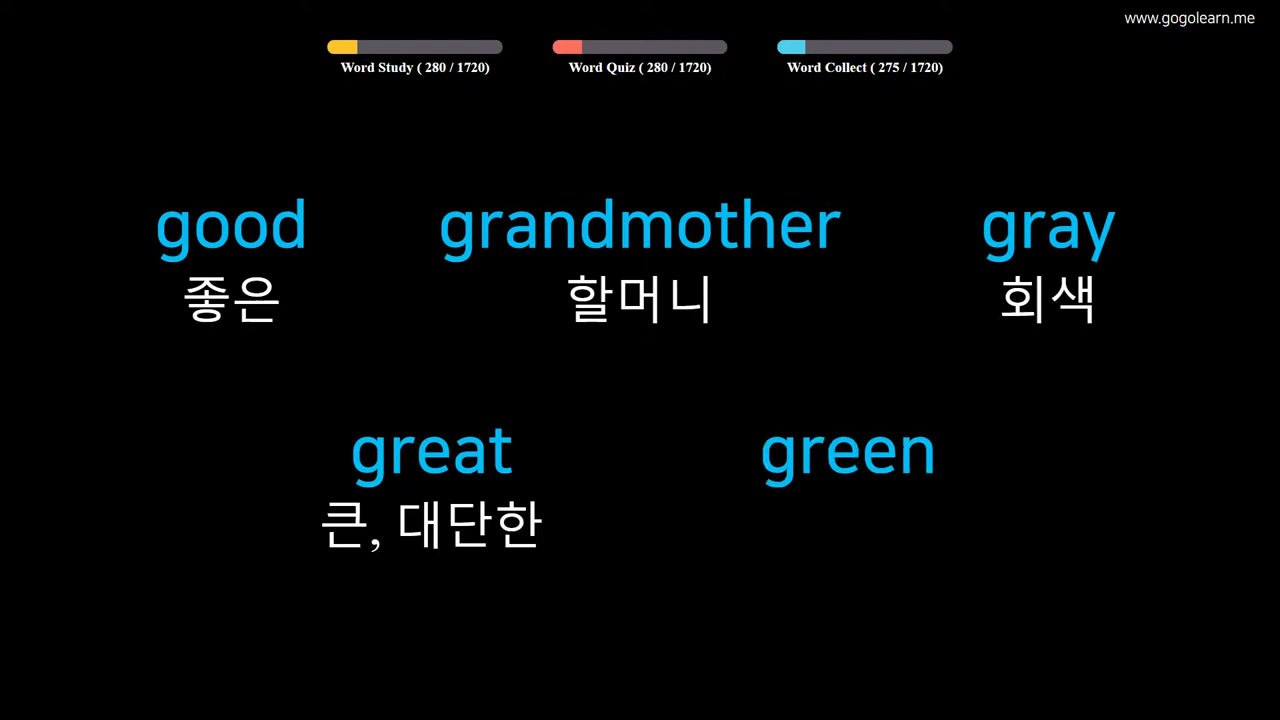 www.gogolearn.me
Word Study ( 280 / 1720)
Word Quiz ( 280 / 1720)
Word Collect ( 275 / 1720)
good
좋은
grandmother
할머니
gray
회색
great
큰, 대단한
green